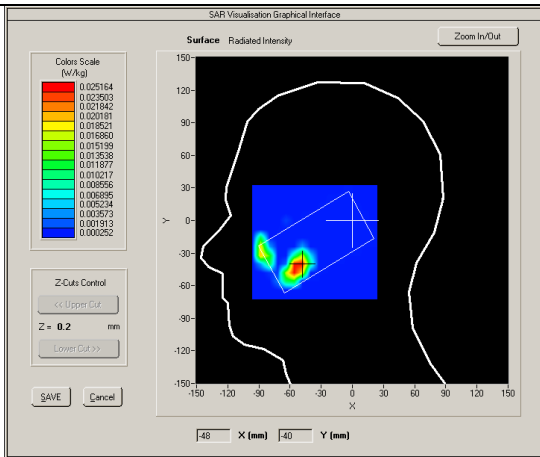 SAR Visualisation Graphical Interface
Surface Radiated Intensity
Zoom In/Out
Colors Scale
(W/kg)
0.025164
0.023503
0.021842
0.020181
0.018521
0.016860
0.015199
0.013538
0.011877
0.010217
0.008556
0.006895
0.005234
0.003573
0.001913
0.000252
Z-Cuts Control
<< Upper Cut
Z = 0.2 mm
Lower Cut >>
SAVE
Cancel
150
120
90
60
30
0
-30
-60
-90
-120
-150
Y
-150 -120 -90 -60 -30 0 30 60 90 120 150
X
-48 X (mm) -40 Y (mm)